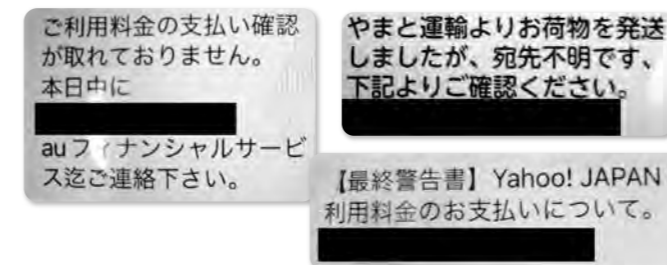 ご利用料金の支払い確認
が取れておりません。
本日中に
auフィナンシャルサービ
ス迄ご連絡下さい。
やまと運輸よりお荷物を発送
しましたが、宛先不明です、
下記よりご確認ください。
【最終警告書】Yahoo! JAPAN
利用料金のお支払いについて。